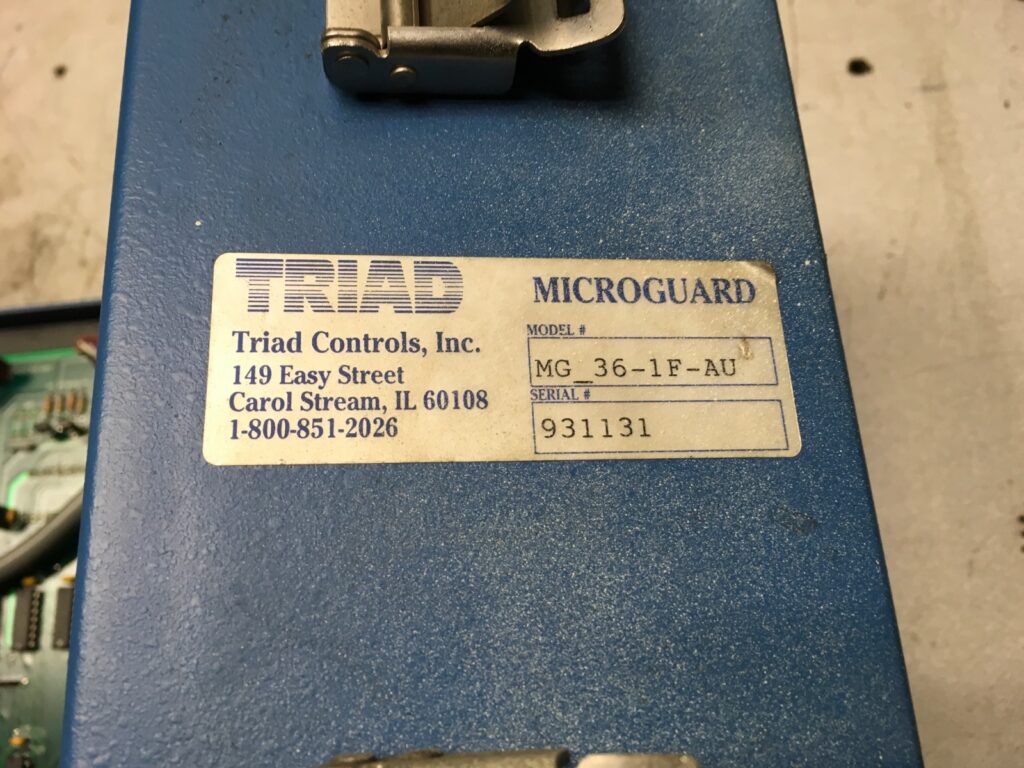 TRIAD
Triad Controls, Inc.
149 Easy Street
Carol Stream, IL 60108
1-800-851-2026
MICROGUARD
MODEL #
MG_36-1F-AU
SERIAL #
931131